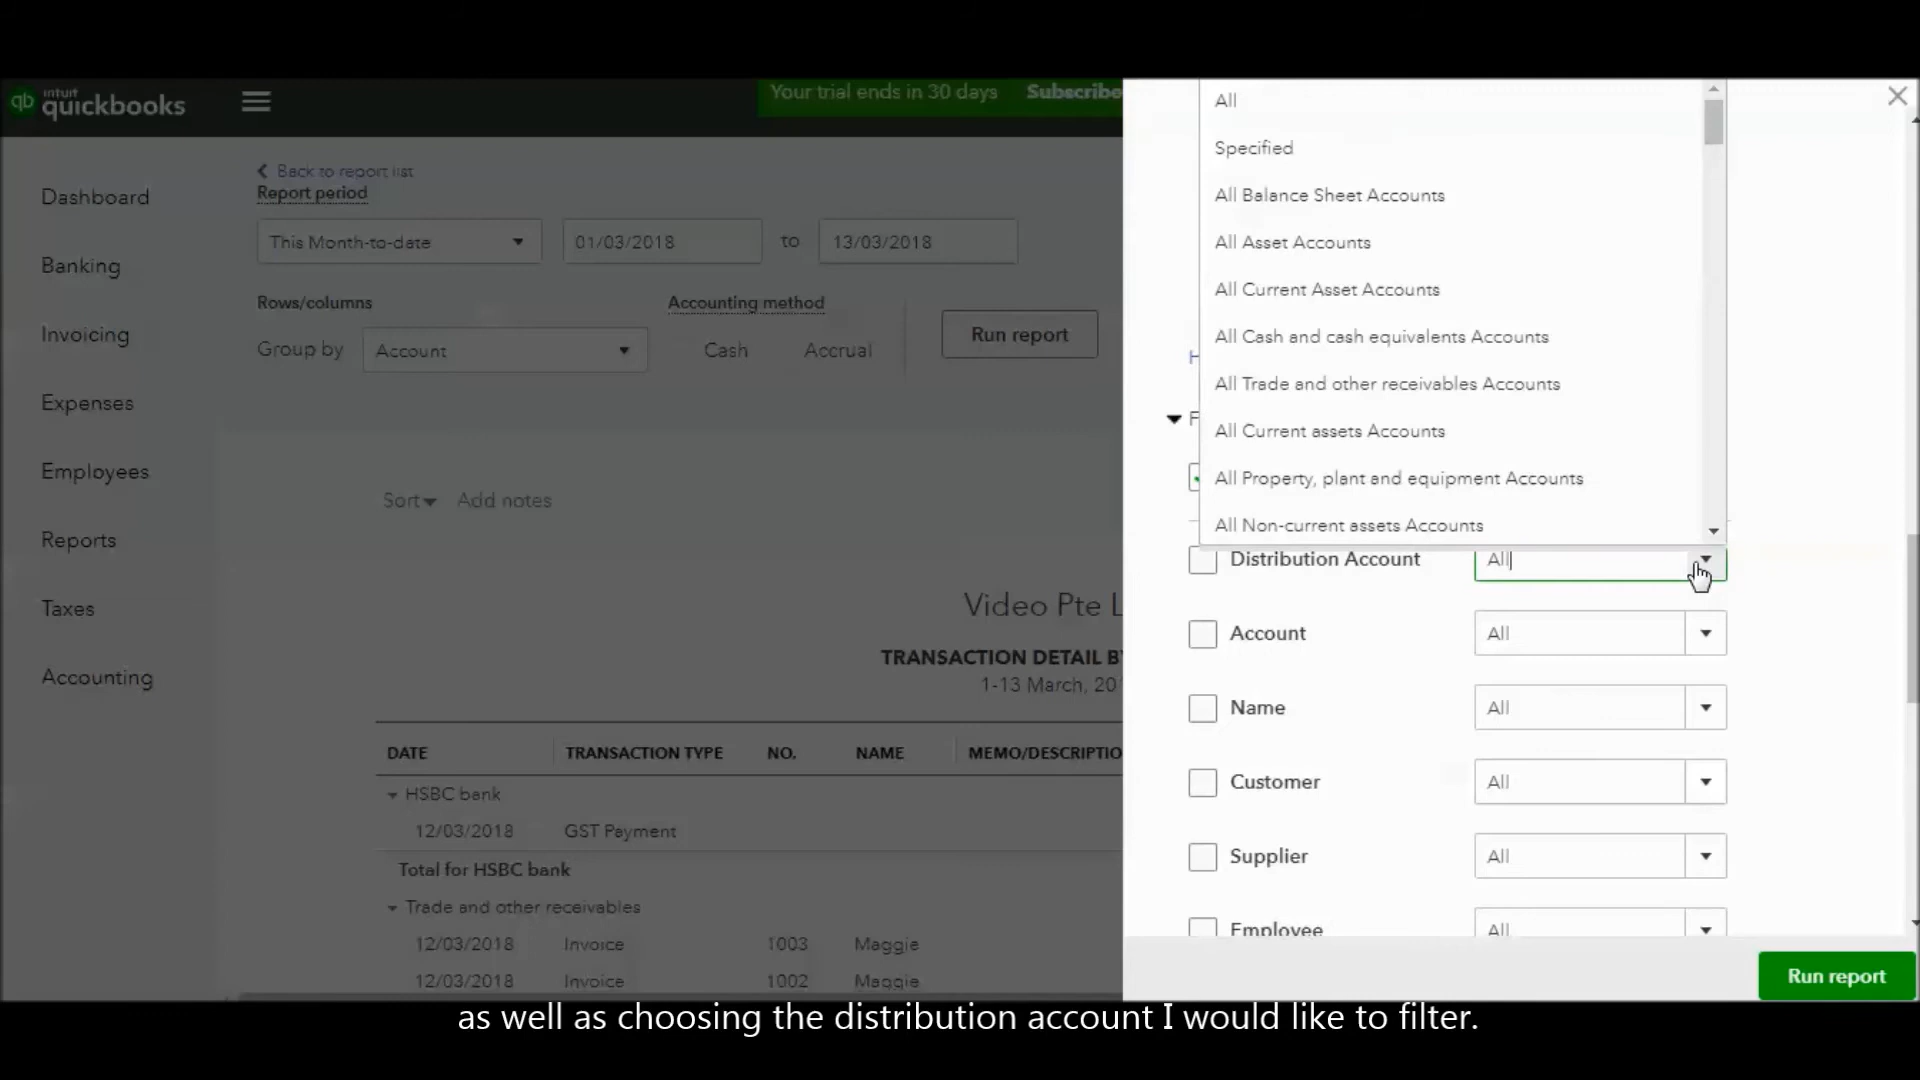 intuit
qb quickbooks
Your trial ends in 30 days Subscribe
Back to report list
Report period
This Month-to-date 01/03/2018 to 13/03/2018
Rows/columns
Accounting method
Group by Account Cash Accrual Run report
Dashboard
Banking
Invoicing
Expenses
Employees
Reports
Taxes
Accounting
Sort Add notes
Video Pte L
TRANSACTION DETAIL B
1-13 March, 20
DATE TRANSACTION TYPE NO. NAME MEMO/DESCRIPTIO
HSBC bank
12/03/2018 GST Payment
Total for HSBC bank
Trade and other receivables
12/03/2018 Invoice 1003 Maggie
12/03/2018 Invoice 1002 Maggie
All
Specified
All Balance Sheet Accounts
All Asset Accounts
All Current Asset Accounts
All Cash and cash equivalents Accounts
All Trade and other receivables Accounts
All Current assets Accounts
All Property, plant and equipment Accounts
All Non-current assets Accounts
Distribution Account All
Account All
Name All
Customer All
Supplier All
Employee All
Run report
as well as choosing the distribution account I would like to filter.